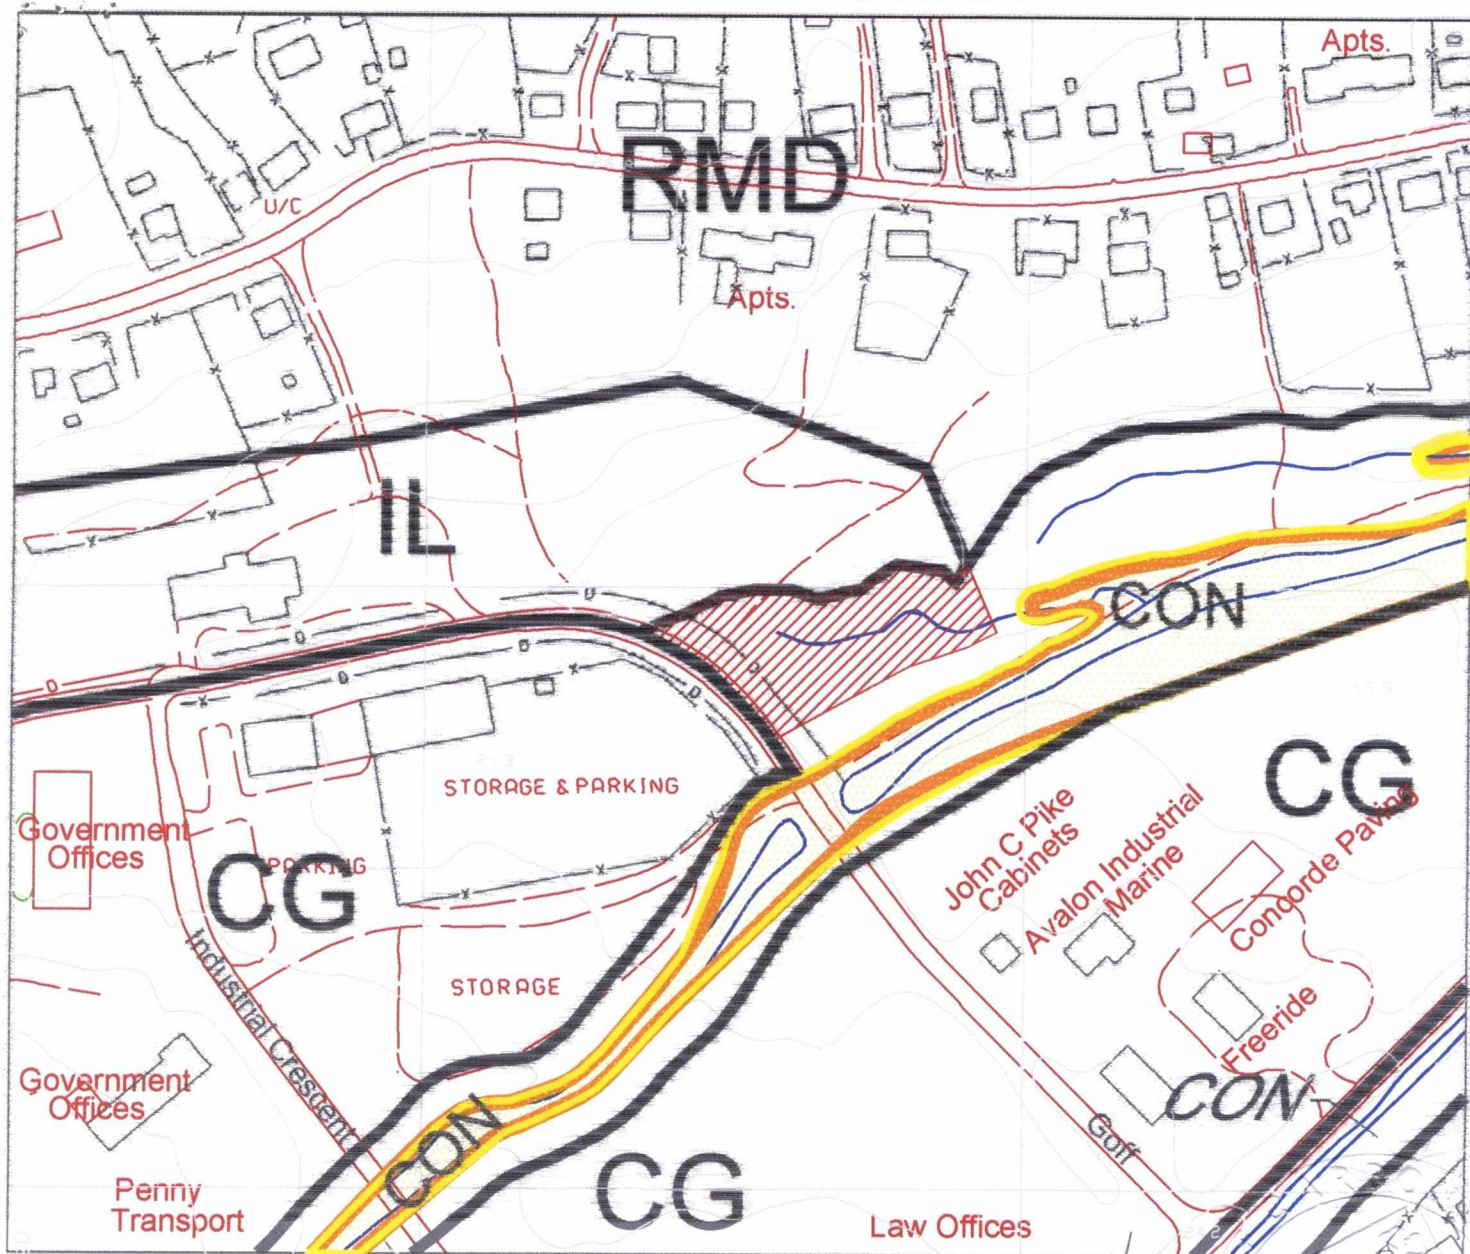 Apts.
RMD
U/C
Apts.
IL
CON
CG
STORAGE & PARKING
Government
Offices
PARKING
CG
John C Pike
Cabinets
Avalon Industrial
Marine
Concorde Paving
STORAGE
Industrial Crescent
Freeride
Government
Offices
CON
CON
Goff
CG
Penny
Transport
Law Offices